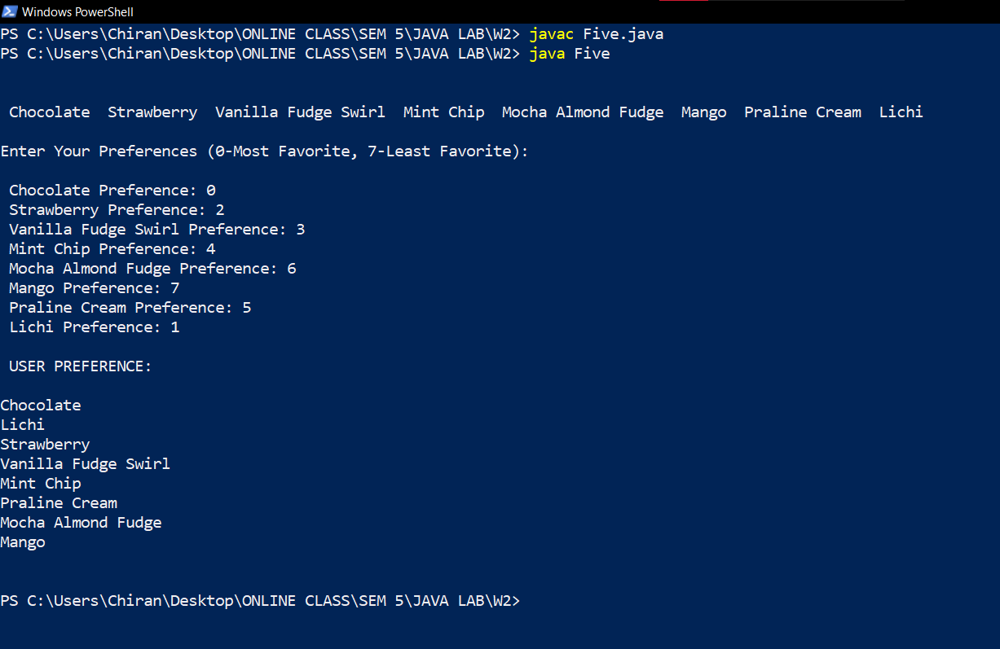 Windows PowerShell
PS C:\Users\Chiran\Desktop\ONLINE CLASS\SEM 5\JAVA LAB\W2> javac Five.java
PS C:\Users\Chiran\Desktop\ONLINE CLASS\SEM 5\JAVA LAB\W2> java Five
Chocolate  Strawberry  Vanilla Fudge Swirl  Mint Chip  Mocha Almond Fudge  Mango  Praline Cream  Lichi
Enter Your Preferences (0-Most Favorite, 7-Least Favorite):
Chocolate Preference: 0
Strawberry Preference: 2
Vanilla Fudge Swirl Preference: 3
Mint Chip Preference: 4
Mocha Almond Fudge Preference: 6
Mango Preference: 7
Praline Cream Preference: 5
Lichi Preference: 1
USER PREFERENCE:
Chocolate
Lichi
Strawberry
Vanilla Fudge Swirl
Mint Chip
Praline Cream
Mocha Almond Fudge
Mango
PS C:\Users\Chiran\Desktop\ONLINE CLASS\SEM 5\JAVA LAB\W2>